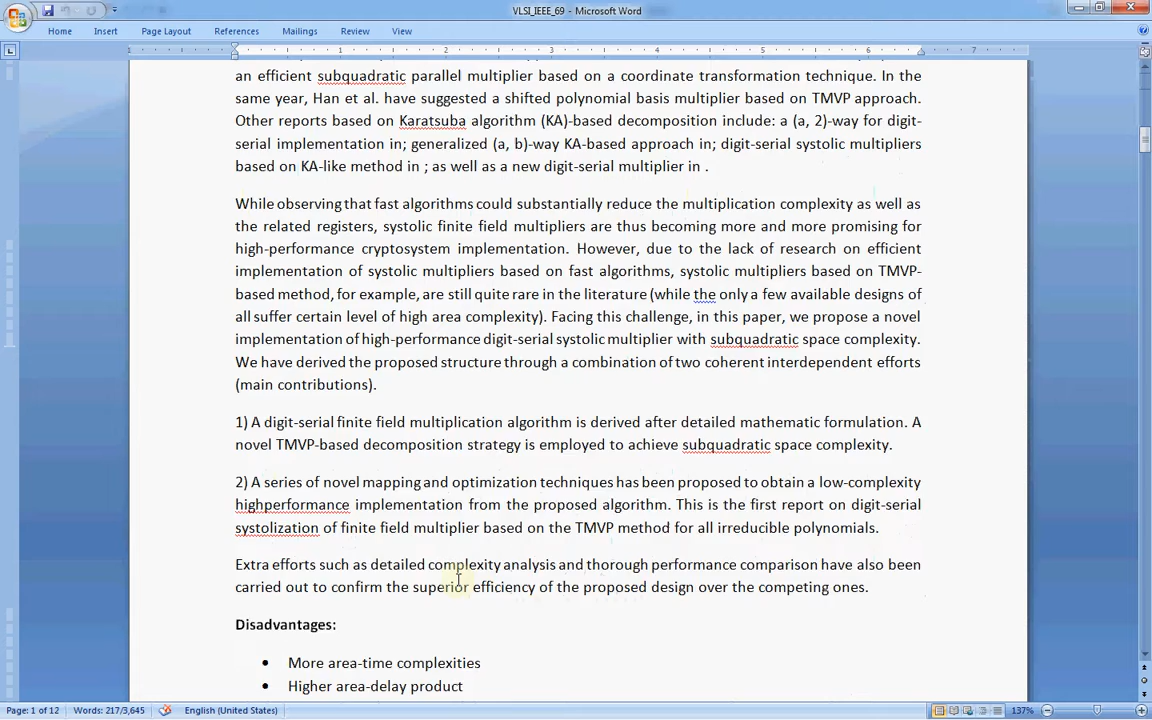 VLSI_IEEE_69 - Microsoft Word
Home Insert Page Layout References Mailings Review View
1 1 2 3 4 5 6 7
an efficient subquadratic parallel multiplier based on a coordinate transformation technique. In the
same year, Han et al. have suggested a shifted polynomial basis multiplier based on TMVP approach.
Other reports based on Karatsuba algorithm (KA)-based decomposition include: a (a, 2)-way for digit-
serial implementation in; generalized (a, b)-way KA-based approach in; digit-serial systolic multipliers
based on KA-like method in ; as well as a new digit-serial multiplier in .
While observing that fast algorithms could substantially reduce the multiplication complexity as well as
the related registers, systolic finite field multipliers are thus becoming more and more promising for
high-performance cryptosystem implementation. However, due to the lack of research on efficient
implementation of systolic multipliers based on fast algorithms, systolic multipliers based on TMVP-
based method, for example, are still quite rare in the literature (while the only a few available designs of
all suffer certain level of high area complexity). Facing this challenge, in this paper, we propose a novel
implementation of high-performance digit-serial systolic multiplier with subquadratic space complexity.
We have derived the proposed structure through a combination of two coherent interdependent efforts
(main contributions).
1) A digit-serial finite field multiplication algorithm is derived after detailed mathematic formulation. A
novel TMVP-based decomposition strategy is employed to achieve subquadratic space complexity.
2) A series of novel mapping and optimization techniques has been proposed to obtain a low-complexity
highperformance implementation from the proposed algorithm. This is the first report on digit-serial
systolization of finite field multiplier based on the TMVP method for all irreducible polynomials.
Extra efforts such as detailed complexity analysis and thorough performance comparison have also been
carried out to confirm the superior efficiency of the proposed design over the competing ones.
Disadvantages:
• More area-time complexities
• Higher area-delay product
Page: 1 of 12 Words: 217/3,645 English (United States) 137%